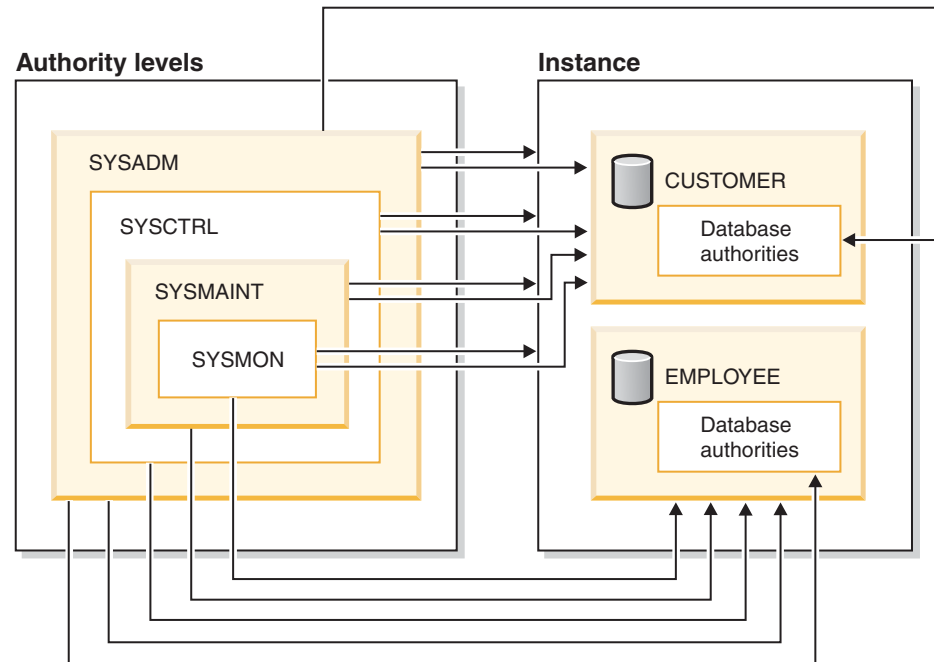 Authority levels
Instance
SYSADM
SYSCTRL
SYSMAINT
SYSMON
CUSTOMER
Database
authorities
EMPLOYEE
Database
authorities